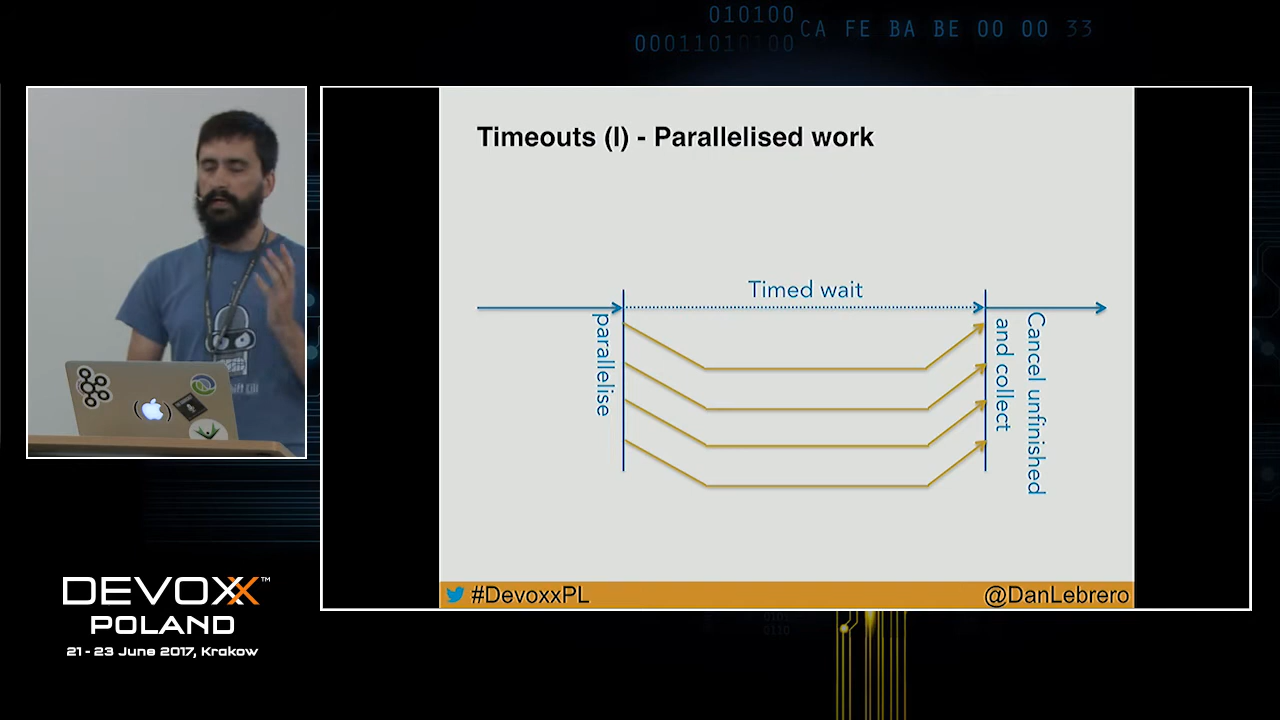 010100
00011010100
CA FE BA BE 00 00 33
Timeouts (I) - Parallelised work
Timed wait
parallelise
and collect
Cancel unfinished
#DevoxxPL
@DanLebrero
DEVOXX™
POLAND
21 - 23 June 2017, Krakow